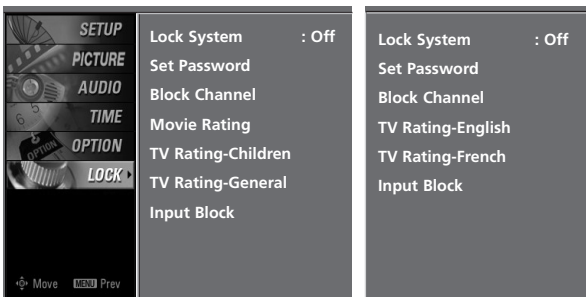 SETUP
PICTURE
AUDIO
TIME
OPTION
LOCK
Move MENU Prev
Lock System : Off
Set Password
Block Channel
Movie Rating
TV Rating-Children
TV Rating-General
Input Block
Lock System : Off
Set Password
Block Channel
TV Rating-English
TV Rating-French
Input Block